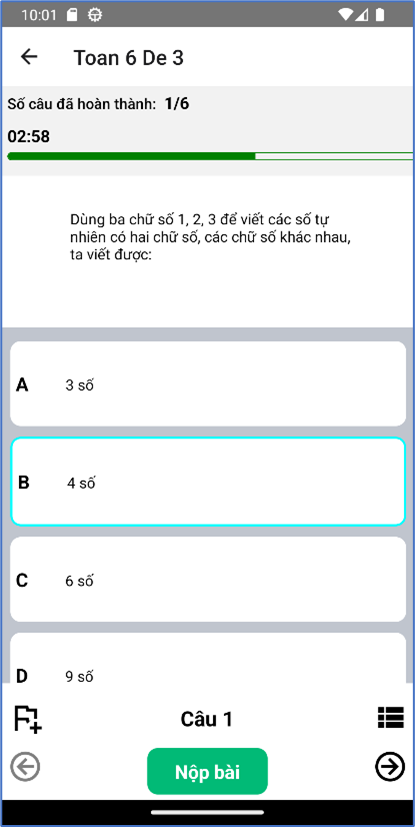 10:01
Toan 6 De 3
Số câu đã hoàn thành: 1/6
02:58
Dùng ba chữ số 1, 2, 3 để viết các số tự
nhiên có hai chữ số, các chữ số khác nhau,
ta viết được:
A 3 số
B 4 số
C 6 số
D 9 số
Câu 1
Nộp bài